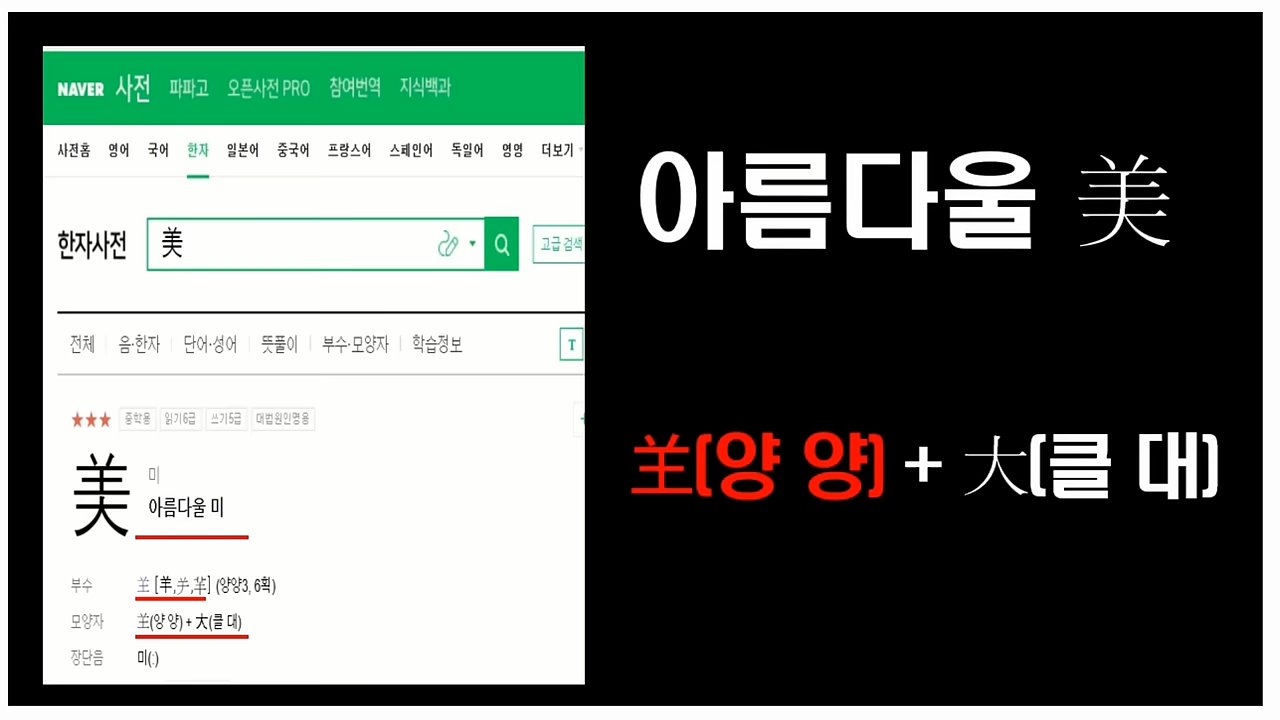 NAVER 사전 파파고 오픈사전 PRO 참여번역 지식백과
사전홈 영어 국어 한자 일본어 중국어 프랑스어 스페인어 독일어 영영 더보기
한자사전 美 고급 검색
전체 음·한자 단어·성어 뜻풀이 부수·모양자 학습정보 T
★★★ 중학용 읽기6급 쓰기5급 대법원인명용
美 미
아름다울 미
부수 𦍌 [羊,⺶,𦍋] (양양3, 6획)
모양자 𦍌(양 양) + 大(클 대)
장단음 미(:)
아름다울 美
𦍌(양 양) + 大(클 대)